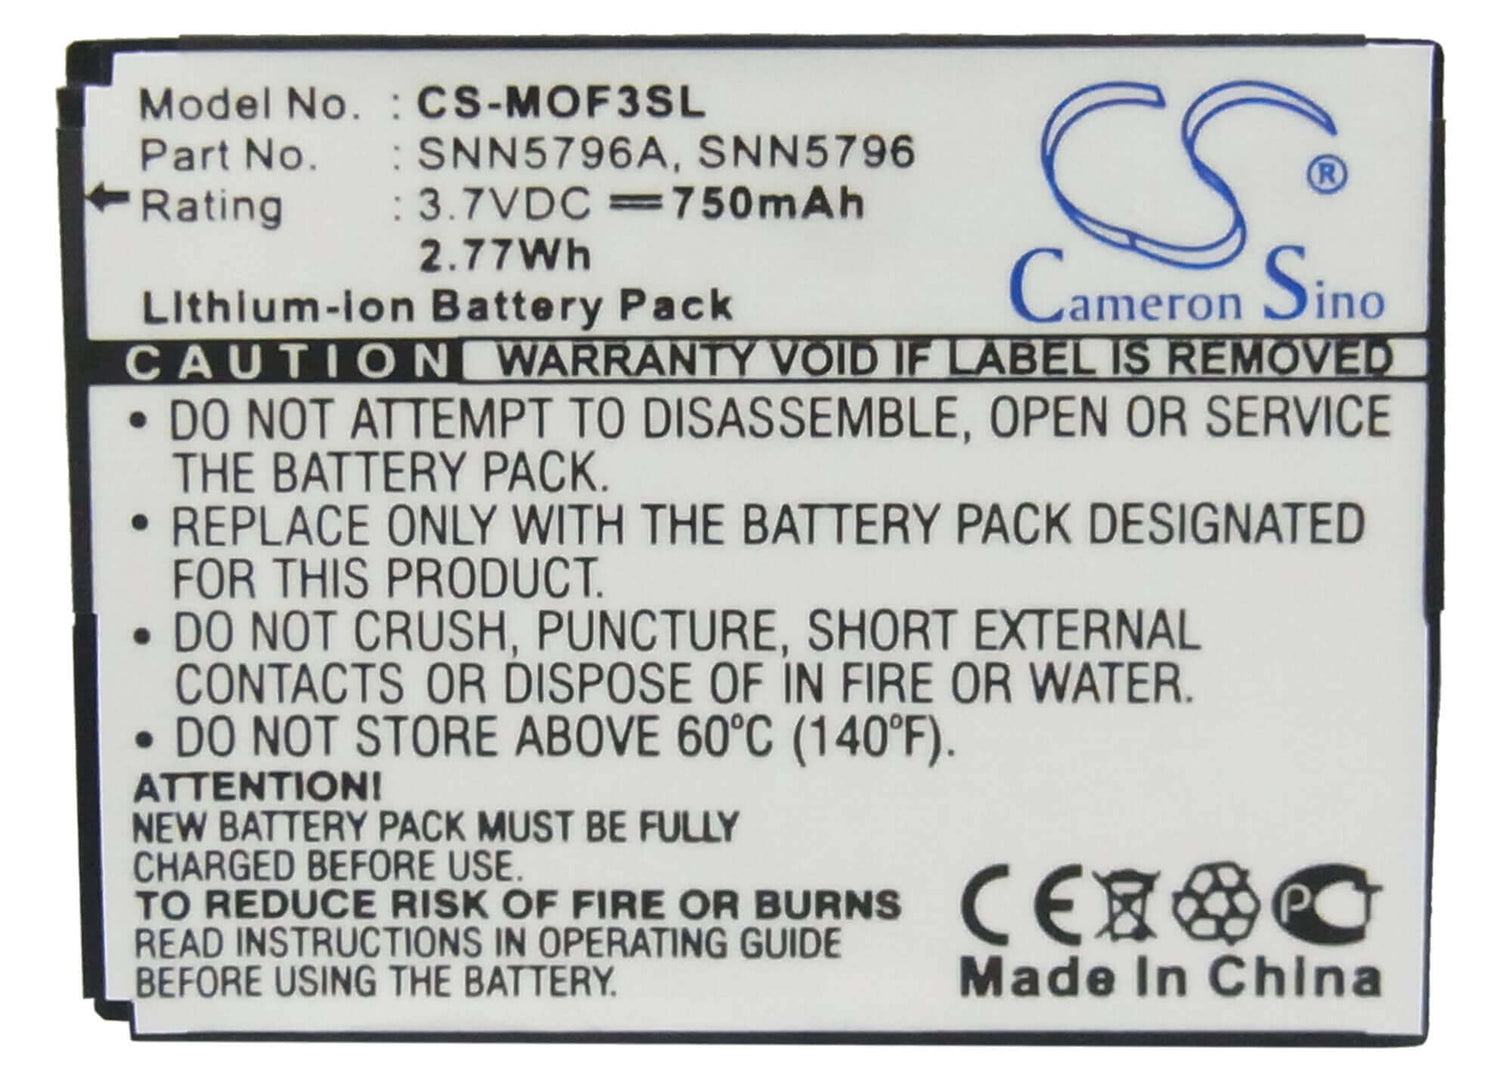 Model No. : CS-MOF3SL
Part No. : SNN5796A, SNN5796
Rating : 3.7VDC ⎓ 750mAh
2.77Wh
Lithium-ion Battery Pack
CS ®
Cameron Sino
CAUTION WARRANTY VOID IF LABEL IS REMOVED
• DO NOT ATTEMPT TO DISASSEMBLE, OPEN OR SERVICE
THE BATTERY PACK.
• REPLACE ONLY WITH THE BATTERY PACK DESIGNATED
FOR THIS PRODUCT.
• DO NOT CRUSH, PUNCTURE, SHORT EXTERNAL
CONTACTS OR DISPOSE OF IN FIRE OR WATER.
• DO NOT STORE ABOVE 60°C (140°F).
ATTENTION!
NEW BATTERY PACK MUST BE FULLY
CHARGED BEFORE USE.
TO REDUCE RISK OF FIRE OR BURNS
READ INSTRUCTIONS IN OPERATING GUIDE
BEFORE USING THE BATTERY.
CE
Made In China